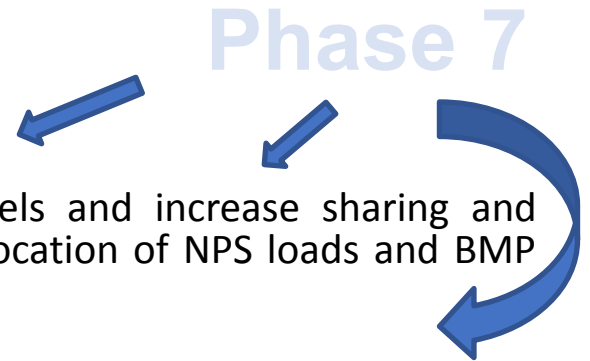 Phase 7
els and increase sharing and
ocation of NPS loads and BMP